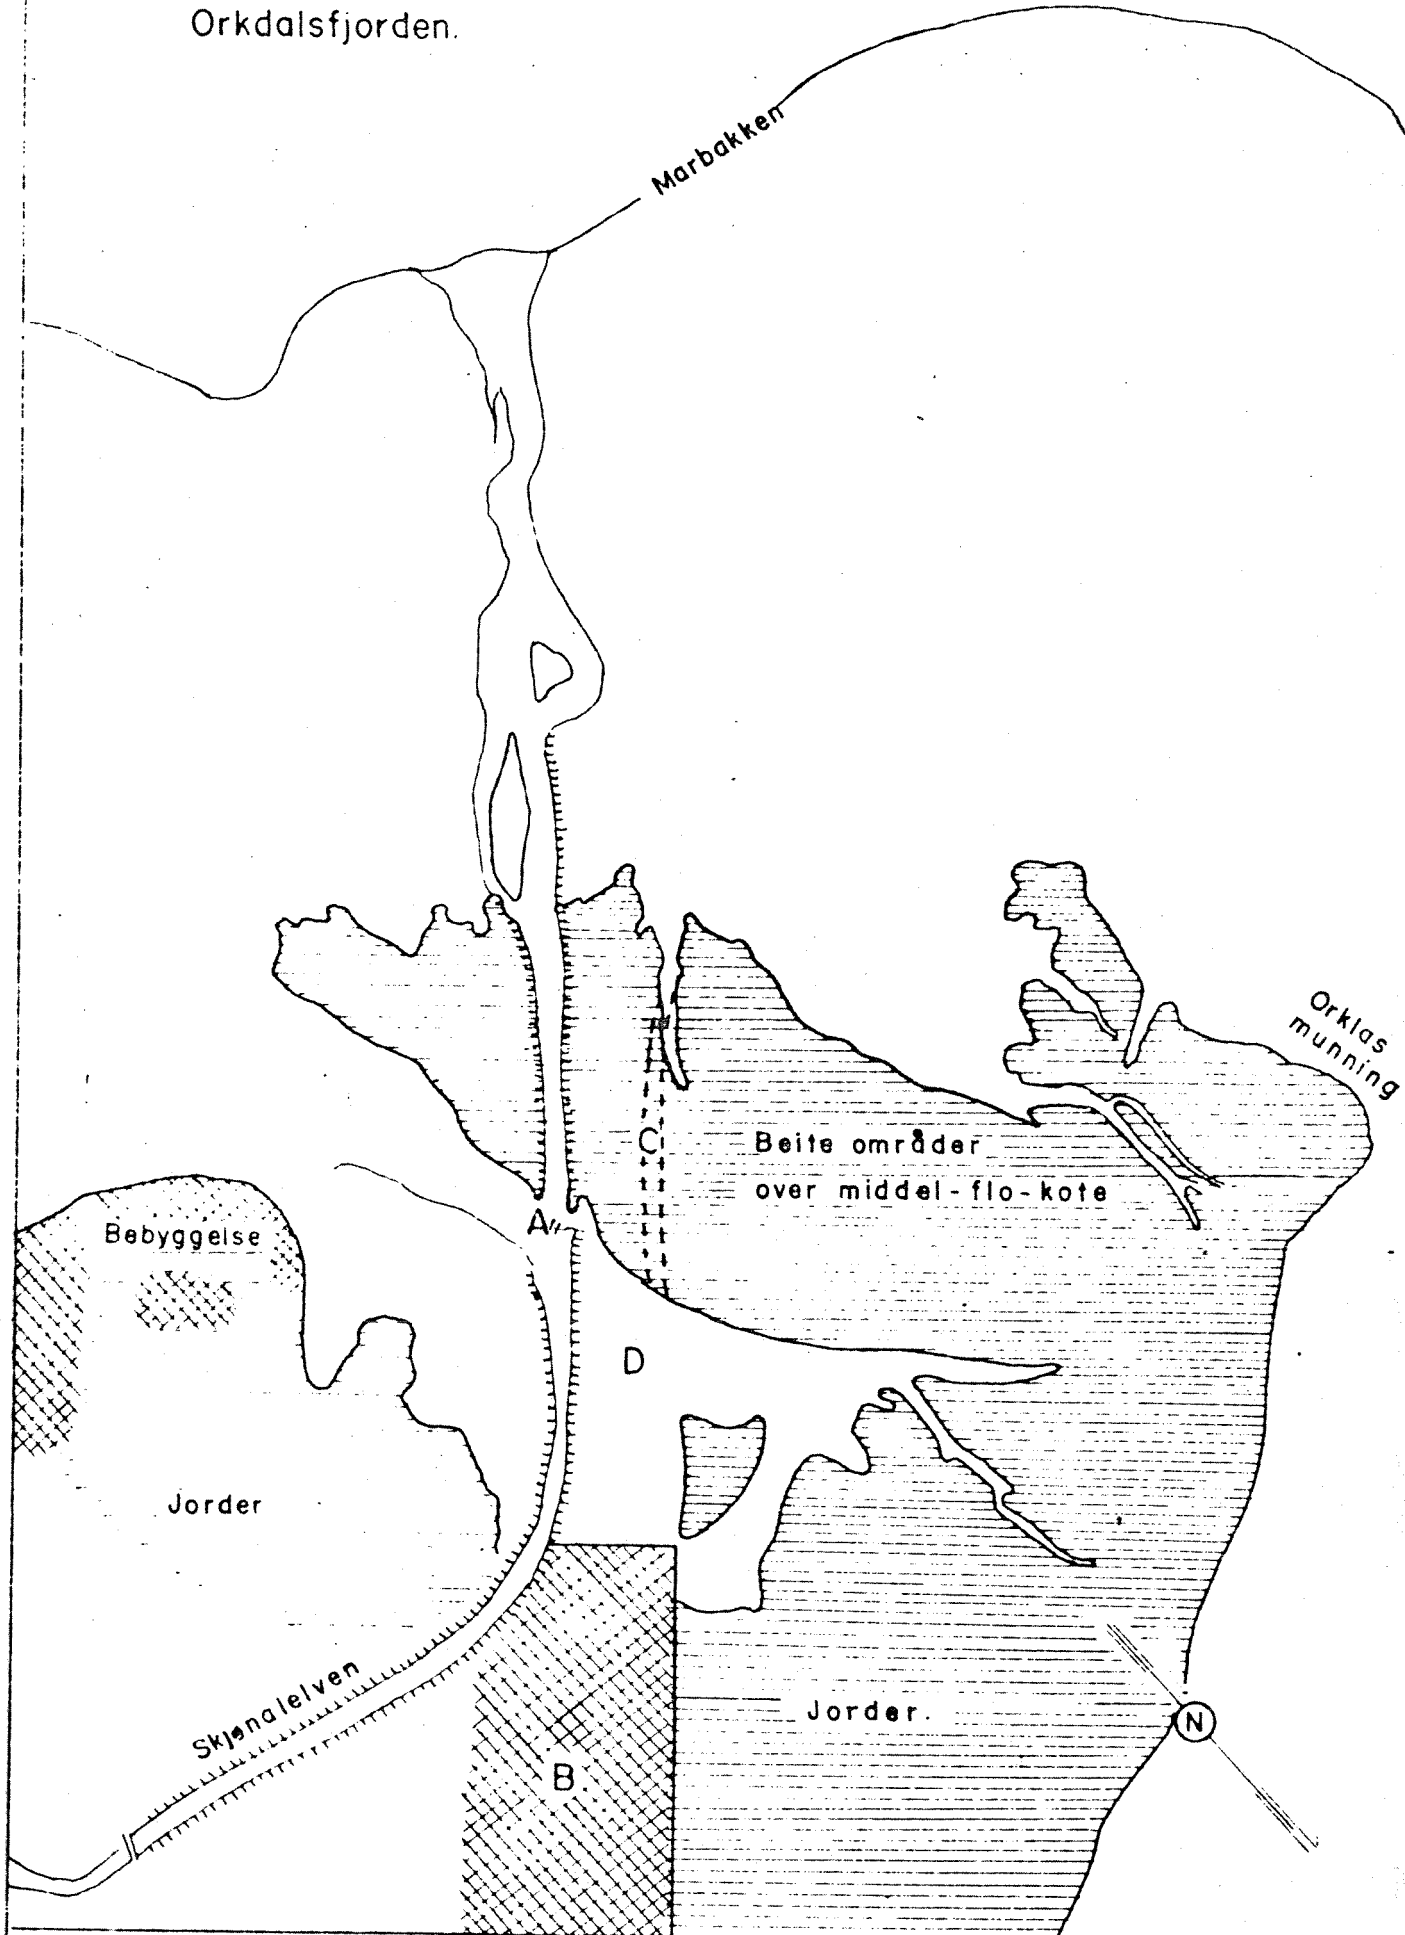 Orkdalsfjorden.
Marbakken
Orklas
munning
C
Beite områder
over middel-flo-kote
A
Bebyggelse
D
Jorder
Skjønalelven
Jorder.
N
B